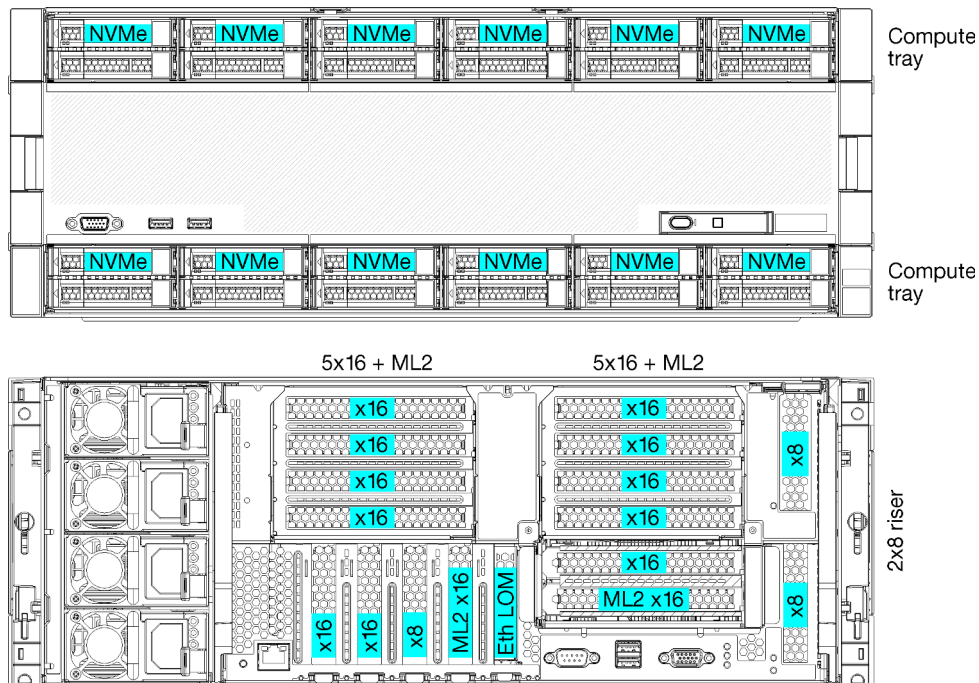 NVMe NVMe NVMe NVMe NVMe NVMe
Compute
tray
NVMe NVMe NVMe NVMe NVMe NVMe
Compute
tray
5x16 + ML2 5x16 + ML2
x16 x16
x16 x16
x16 x16
x16 x16
x8
2x8 riser
x16
ML2 x16
x16
x16
x8
ML2 x16
Eth LOM
x8